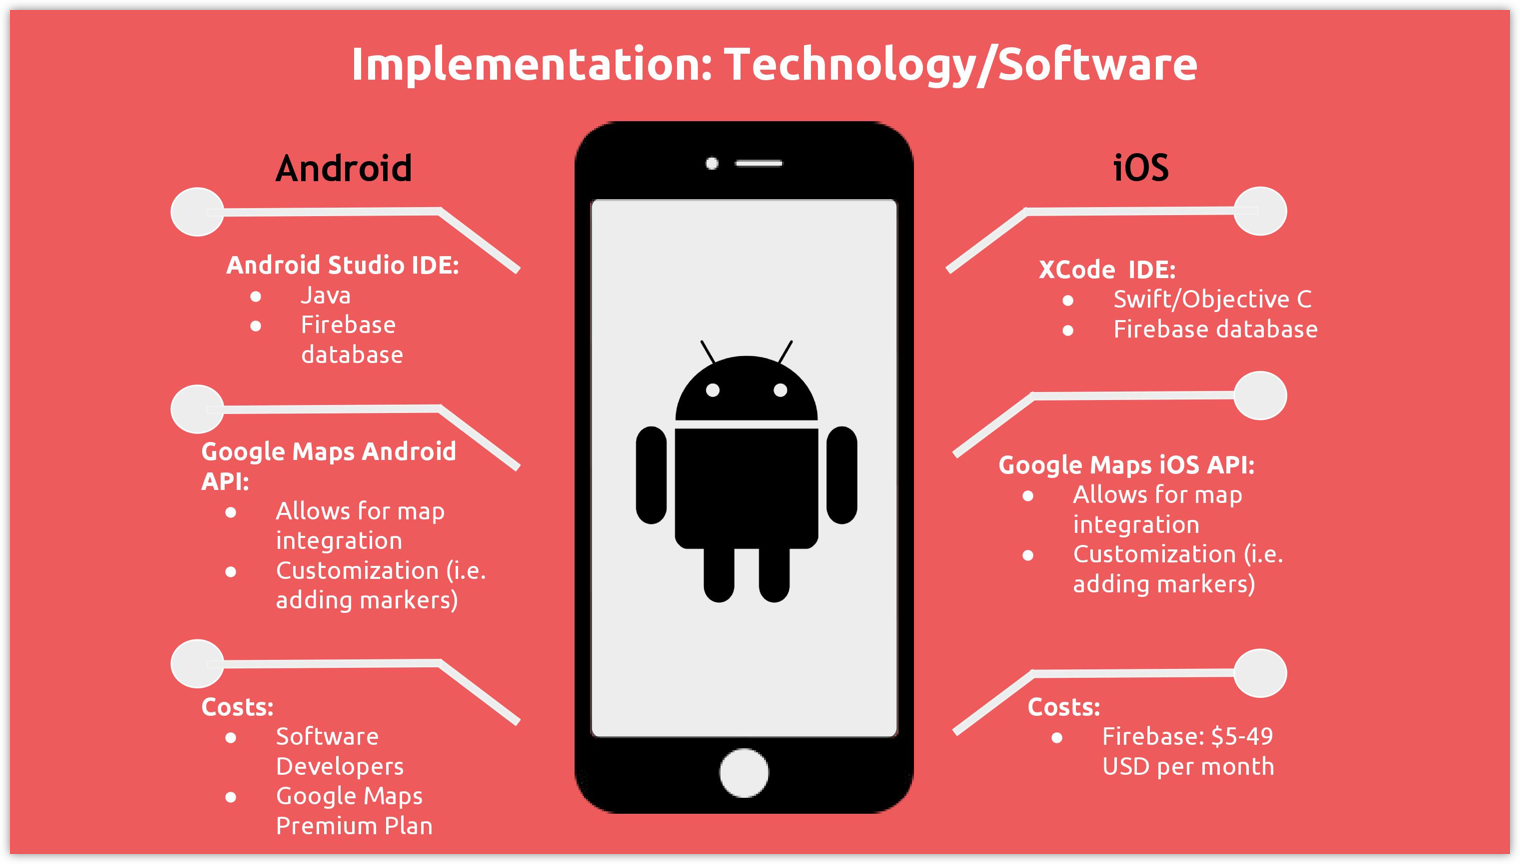 Implementation: Technology/Software
Android
Android Studio IDE:
● Java
● Firebase
database
Google Maps Android
API:
● Allows for map
integration
● Customization (i.e.
adding markers)
Costs:
● Software
Developers
● Google Maps
Premium Plan
iOS
XCode  IDE:
● Swift/Objective C
● Firebase database
Google Maps iOS API:
● Allows for map
integration
● Customization (i.e.
adding markers)
Costs:
● Firebase: $5-49
USD per month